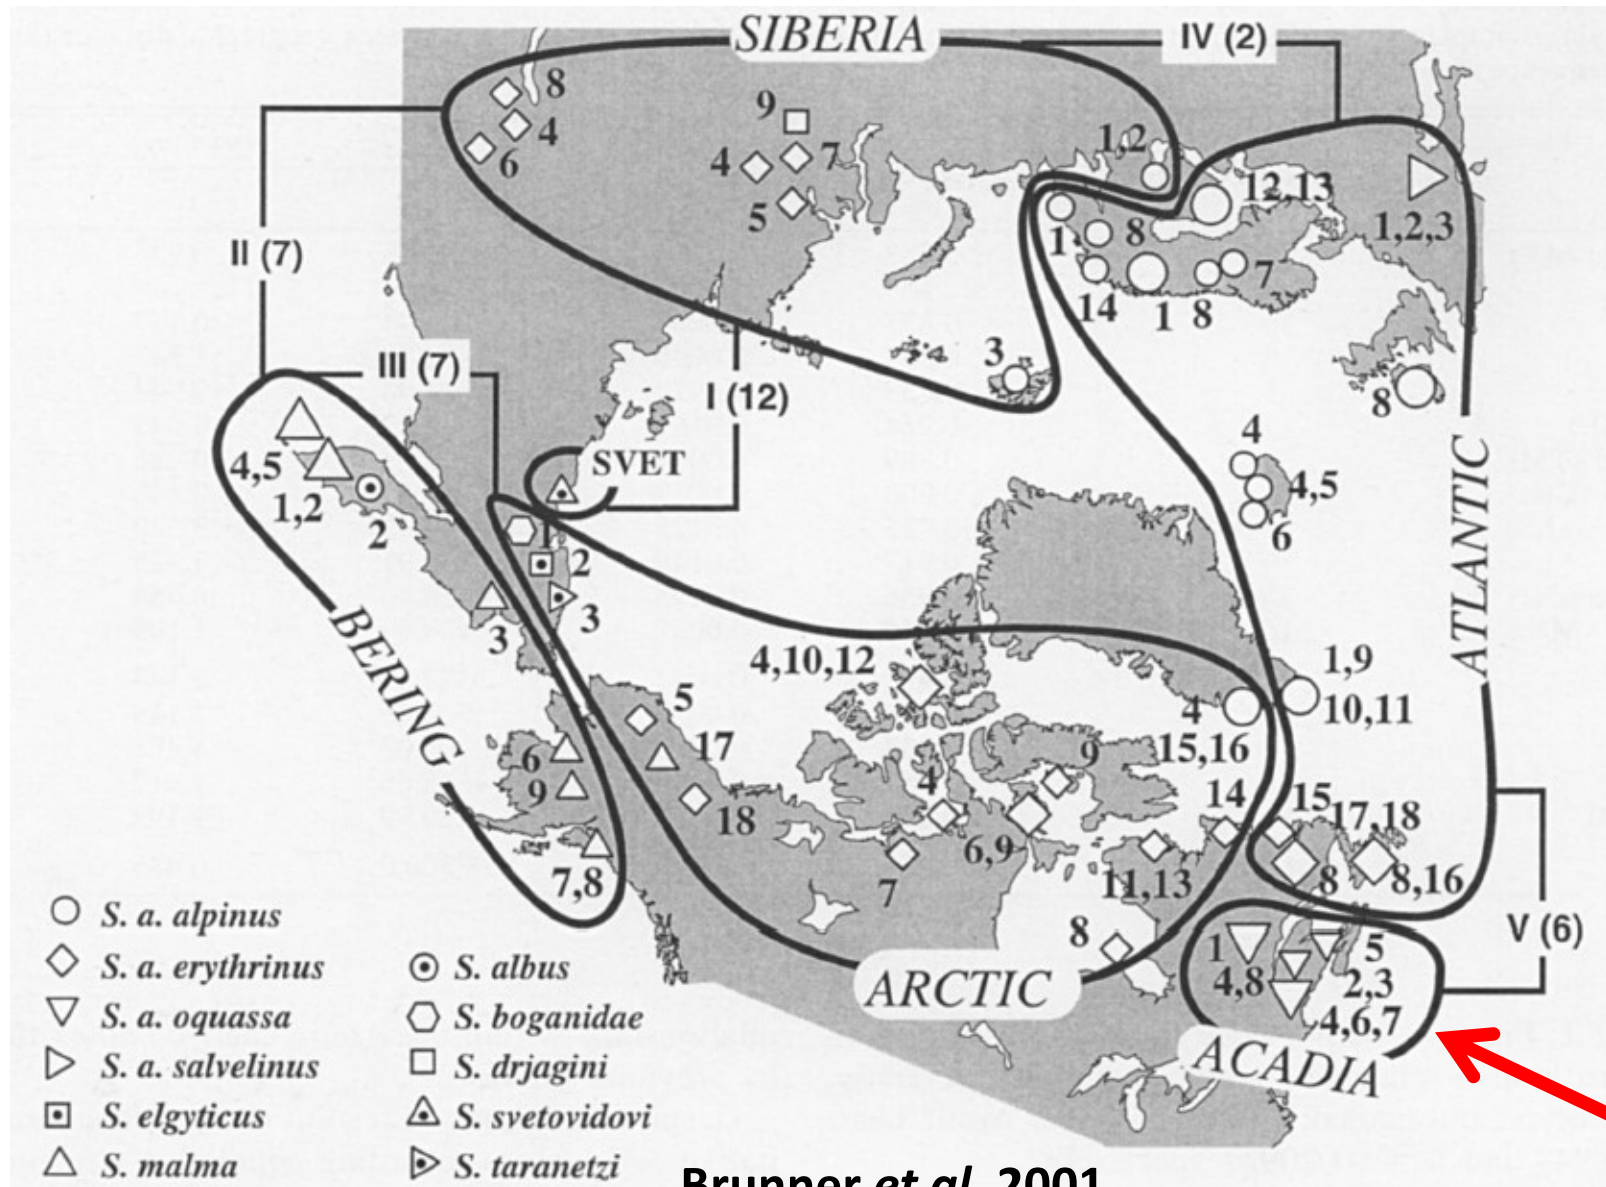 SIBERIA
IV (2)
8
4
6
9
4
7
5
1,2
12,13
1,2,3
1
8
14
1
8
7
II (7)
III (7)
I (12)
3
8
4
4,5
6
SVET
4,5
1,2
2
1
2
3
3
BERING
ATLANTIC
4,10,12
1,9
10,11
4
15,16
5
17
18
6
9
7,8
9
4
6,9
7
14
11,13
15
17,18
8
8,16
8
V (6)
1
4,8
5
2,3
4,6,7
ARCTIC
ACADIA
S. a. alpinus
S. a. erythrinus
S. a. oquassa
S. a. salvelinus
S. elgyticus
S. malma
S. albus
S. boganidae
S. drjagini
S. svetovidovi
S. taranetzi
Brunner et al. 2001